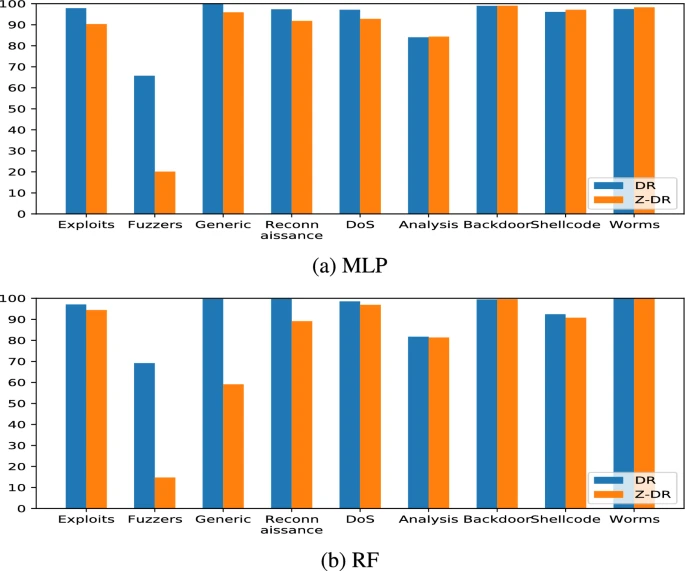 100
90
80
70
60
50
40
30
20
10
0
DR
Z-DR
Exploits Fuzzers Generic Reconn DoS Analysis Backdoor Shellcode Worms
aissance
(a) MLP
100
90
80
70
60
50
40
30
20
10
0
DR
Z-DR
Exploits Fuzzers Generic Reconn DoS Analysis Backdoor Shellcode Worms
aissance
(b) RF